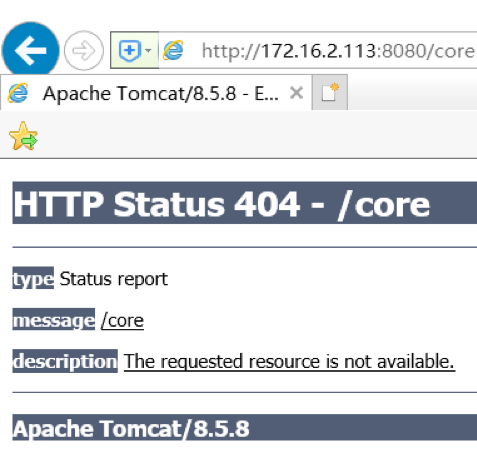 http://172.16.2.113:8080/core
Apache Tomcat/8.5.8 - E...
HTTP Status 404 - /core
type Status report
message /core
description The requested resource is not available.
Apache Tomcat/8.5.8